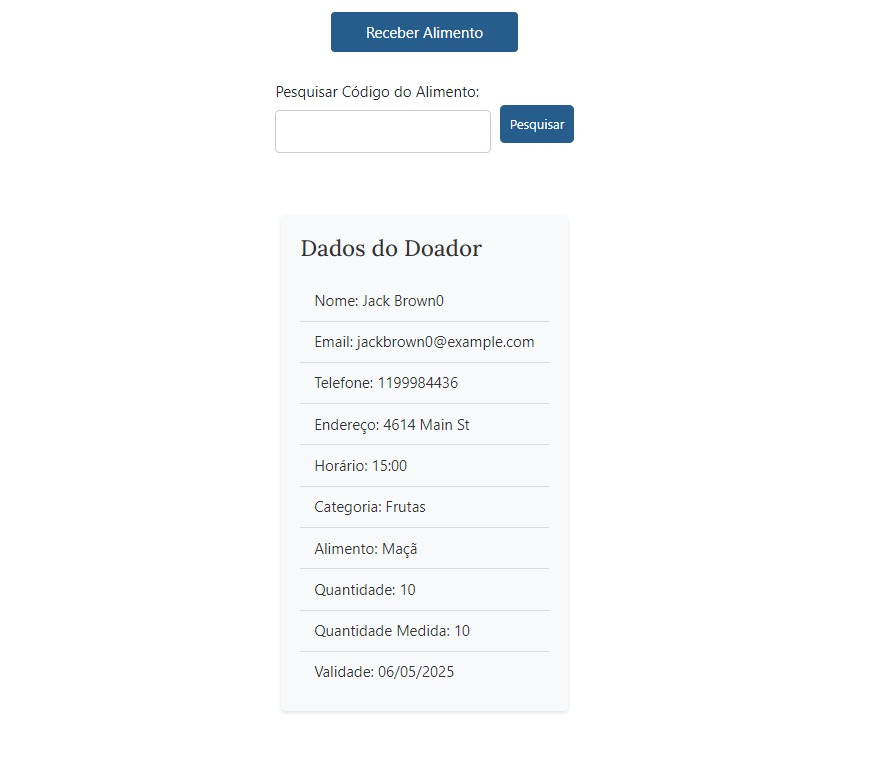 Receber Alimento
Pesquisar Código do Alimento:
Pesquisar
Dados do Doador
Nome: Jack Brown0
Email: jackbrown0@example.com
Telefone: 1199984436
Endereço: 4614 Main St
Horário: 15:00
Categoria: Frutas
Alimento: Maçã
Quantidade: 10
Quantidade Medida: 10
Validade: 06/05/2025